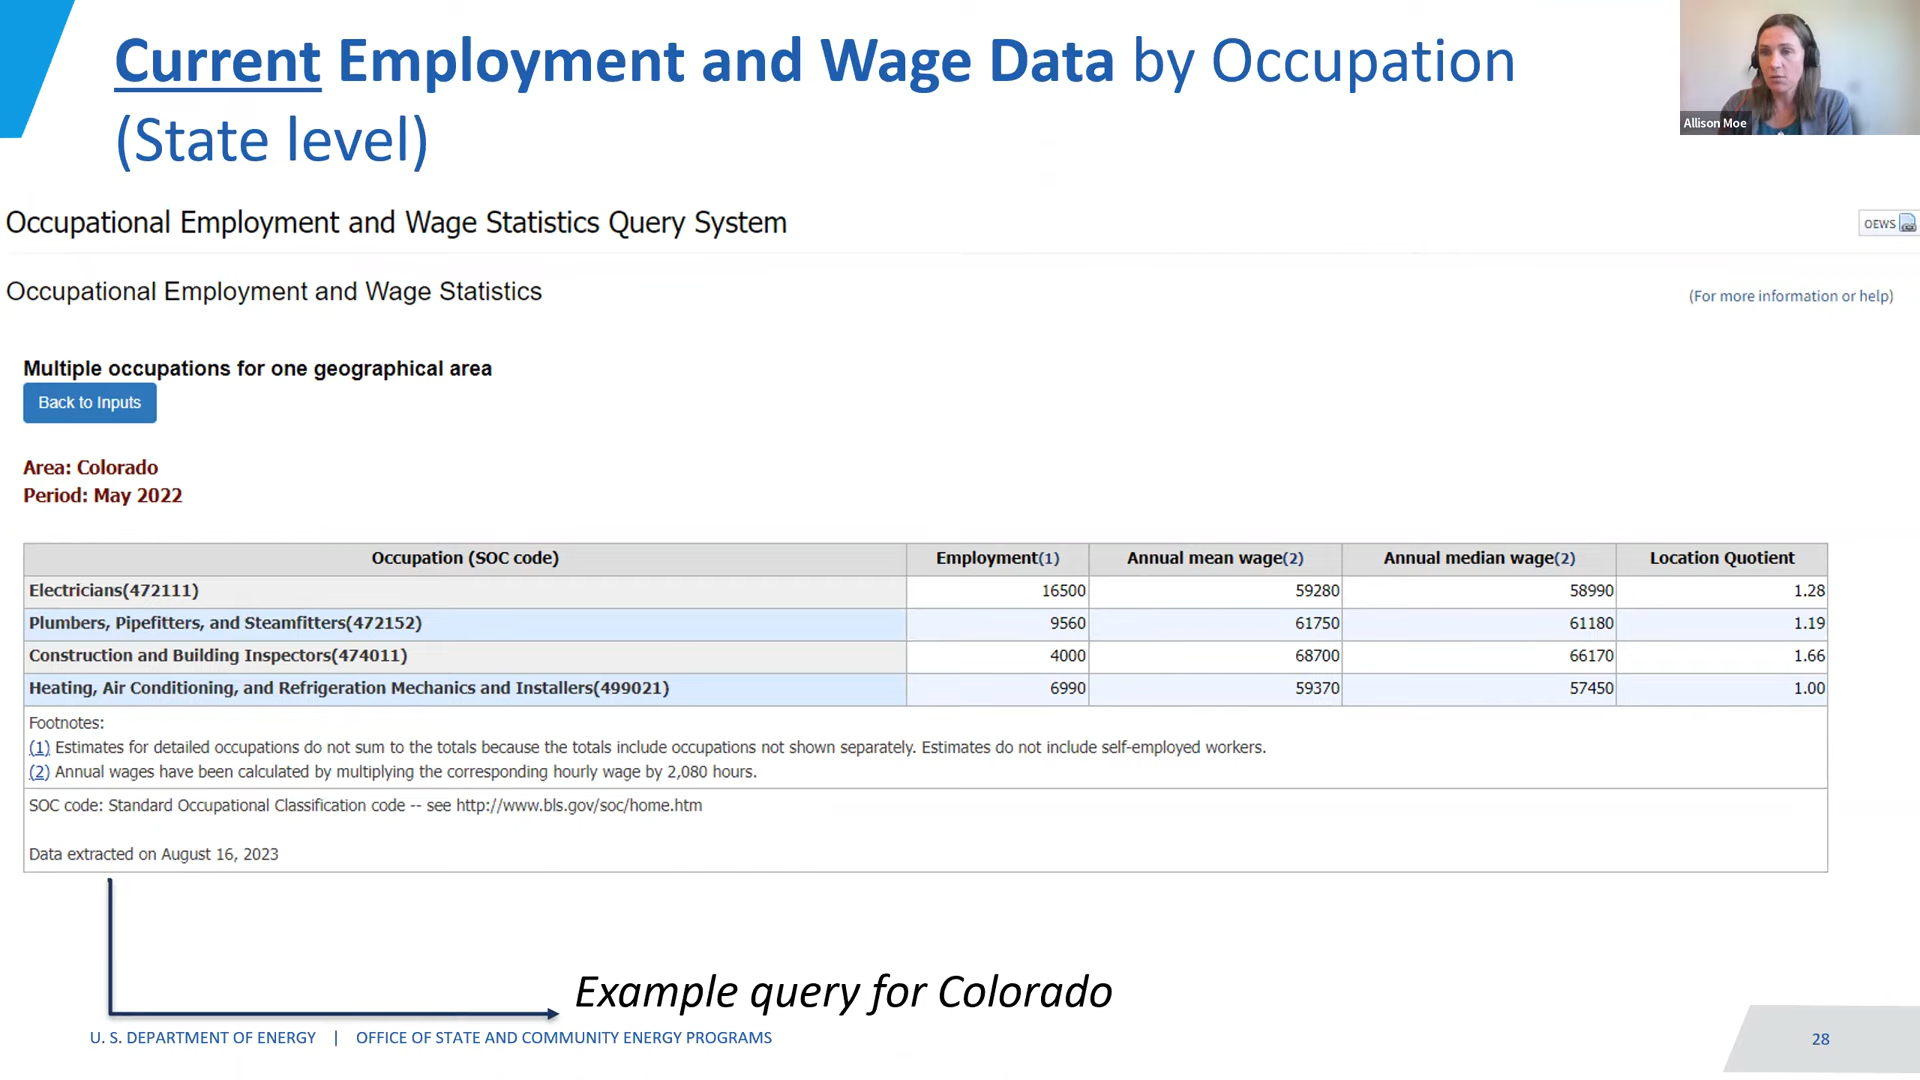 Current Employment and Wage Data by Occupation
(State level)
Allison Moe
Occupational Employment and Wage Statistics Query System
OEWS
Occupational Employment and Wage Statistics
(For more information or help)
Multiple occupations for one geographical area
Back to Inputs
Area: Colorado
Period: May 2022
Occupation (SOC code) Employment(1) Annual mean wage(2) Annual median wage(2) Location Quotient
Electricians(472111) 16500 59280 58990 1.28
Plumbers, Pipefitters, and Steamfitters(472152) 9560 61750 61180 1.19
Construction and Building Inspectors(474011) 4000 68700 66170 1.66
Heating, Air Conditioning, and Refrigeration Mechanics and Installers(499021) 6990 59370 57450 1.00
Footnotes:
(1) Estimates for detailed occupations do not sum to the totals because the totals include occupations not shown separately. Estimates do not include self-employed workers.
(2) Annual wages have been calculated by multiplying the corresponding hourly wage by 2,080 hours.
SOC code: Standard Occupational Classification code -- see http://www.bls.gov/soc/home.htm
Data extracted on August 16, 2023
Example query for Colorado
U. S. DEPARTMENT OF ENERGY | OFFICE OF STATE AND COMMUNITY ENERGY PROGRAMS
28